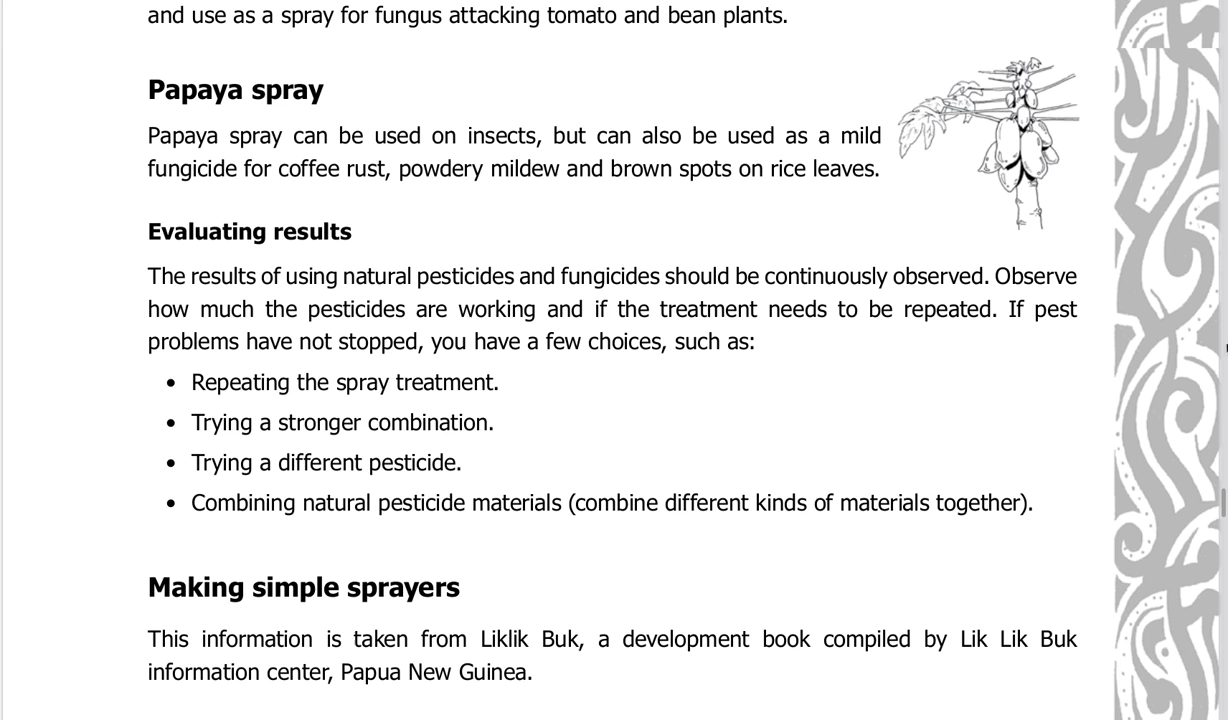 and use as a spray for fungus attacking tomato and bean plants.
Papaya spray
Papaya spray can be used on insects, but can also be used as a mild
fungicide for coffee rust, powdery mildew and brown spots on rice leaves.
Evaluating results
The results of using natural pesticides and fungicides should be continuously observed. Observe
how much the pesticides are working and if the treatment needs to be repeated. If pest
problems have not stopped, you have a few choices, such as:
• Repeating the spray treatment.
• Trying a stronger combination.
• Trying a different pesticide.
• Combining natural pesticide materials (combine different kinds of materials together).
Making simple sprayers
This information is taken from Liklik Buk, a development book compiled by Lik Lik Buk
information center, Papua New Guinea.